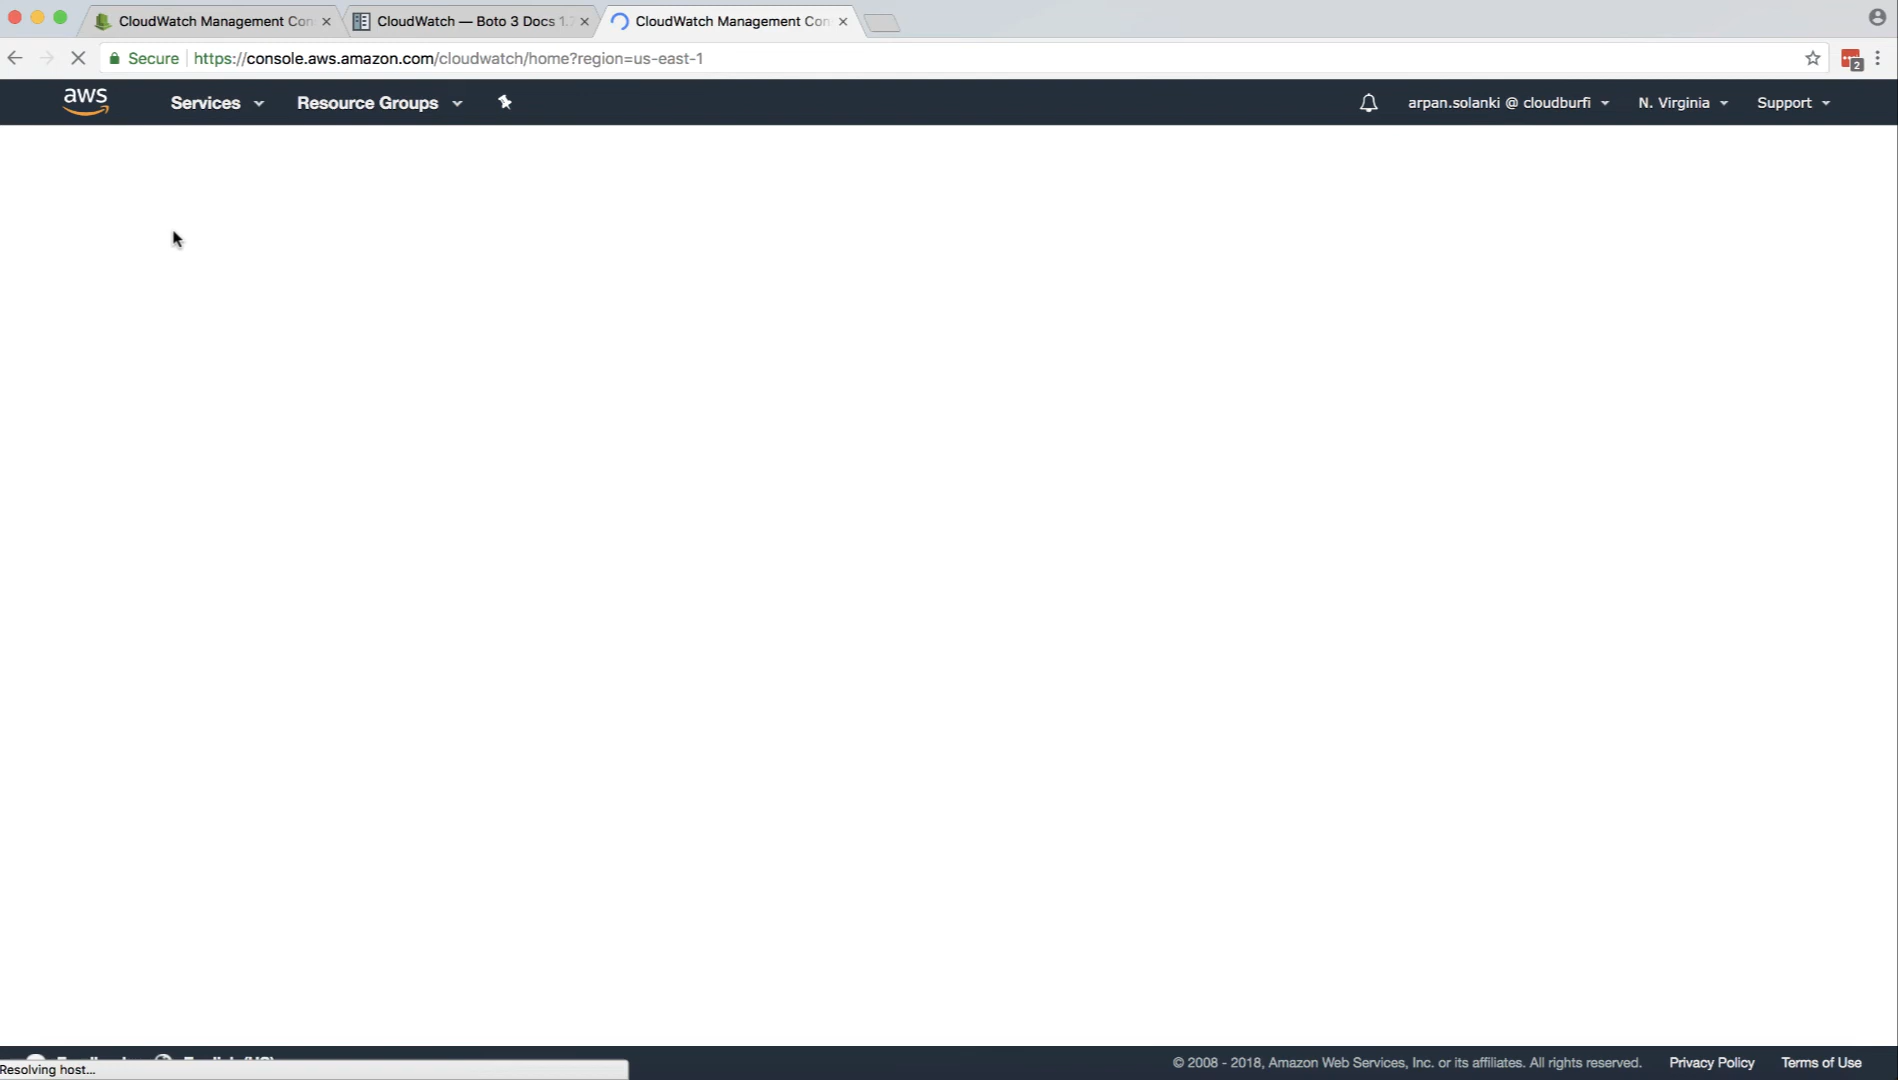 CloudWatch Management Con
CloudWatch — Boto 3 Docs 1.
CloudWatch Management Con
Secure https://console.aws.amazon.com/cloudwatch/home?region=us-east-1
2
aws Services Resource Groups arpan.solanki @ cloudburfi N. Virginia Support
Resolving host...
© 2008 - 2018, Amazon Web Services, Inc. or its affiliates. All rights reserved. Privacy Policy Terms of Use